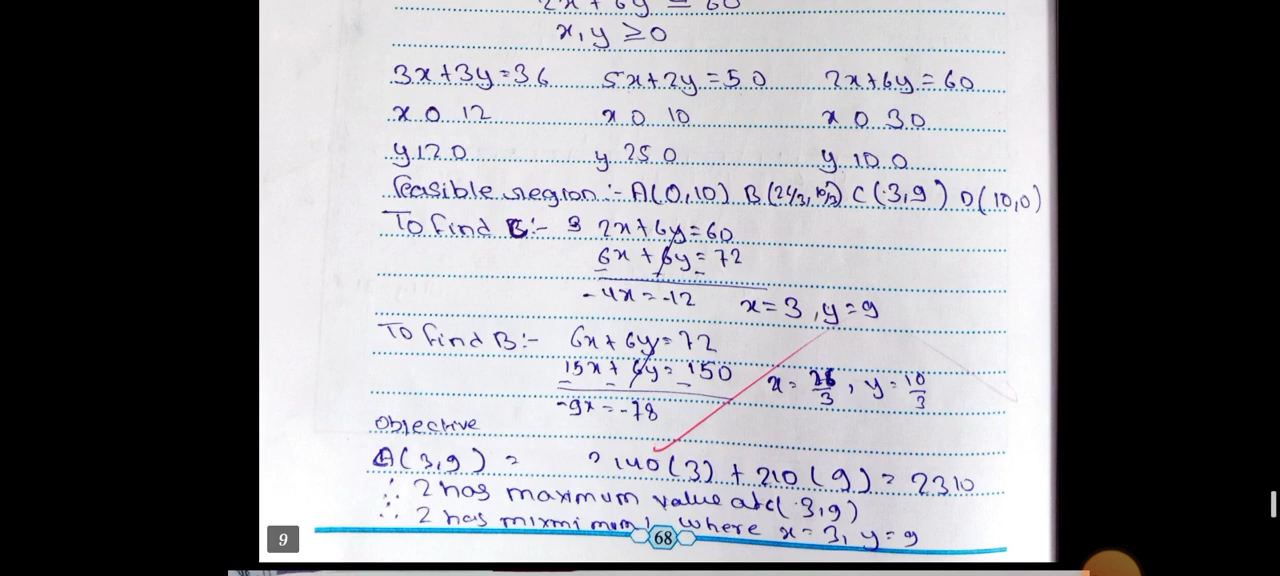 2x + 6y = 60
x, y ≥ 0
3x+3y=36 5x+2y=50 2x+6y=60
x 0 12 x 0 10 x 0 30
y 12 0 y 25 0 y 10 0
feasible region :- A(0,10) B(26/3,10/3) C(3,9) D(10,0)
To find C:- 2x+6y=60
6x + 6y = 72
-4x = -12 x = 3, y = 9
To find B:- 6x + 6y = 72
15x + 6y = 150 x = 26/3, y = 10/3
-9x = -78
objective
(3,9) = 140(3) + 210(9) = 2310
∴ Z has maximum value at C(3,9)
∴ Z has where x = 3, y = 9
68
9